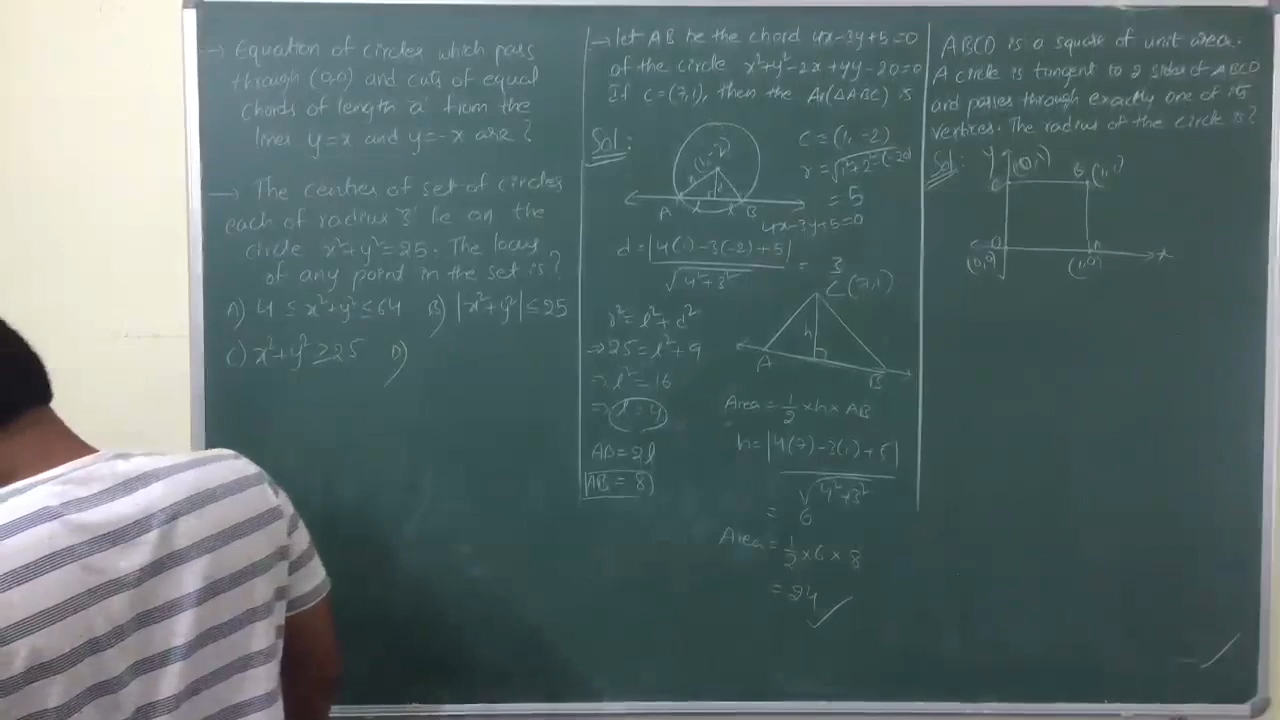 → Equation of circles which pass
through (0,0) and cuts of equal
chords of length 'a' from the
lines y=x and y=-x are?
→ The centres of set of circles
each of radius '3' lie on the
circle x²+y²=25. The locus
of any point in the set is?
A) 4 ≤ x²+y² ≤ 64 B) |x²+y²| ≤ 25
C) x²+y² ≥ 25 D)
→ let AB be the chord 4x-3y+5=0
of the circle x²+y²-2x+4y-20=0
If C=(7,1), then the Ar(ΔABC) is
Sol:
C = (1,-2)
= 5
A B
4x-3y+5=0
d = |4(1)-3(-2)+5|
√4²+3²
= 3
r² = l²+d²
⇒ 25 = l²+9
⇒ l² = 16
⇒ l = 4
AB = 2l
AB = 8
C(7,1)
h
A
B
Area = 1/2 × h × AB
h = |4(7)-3(1)+5|
√4²+3²
= 6
Area = 1/2 × 6 × 8
= 24
ABCD is a square of unit area.
A circle is tangent to 2 sides of ABCD
and passes through exactly one of its
vertices. The radius of the circle is?
Sol:
y
(0,1)
(1,1)
(0,0)
(1,0)
x